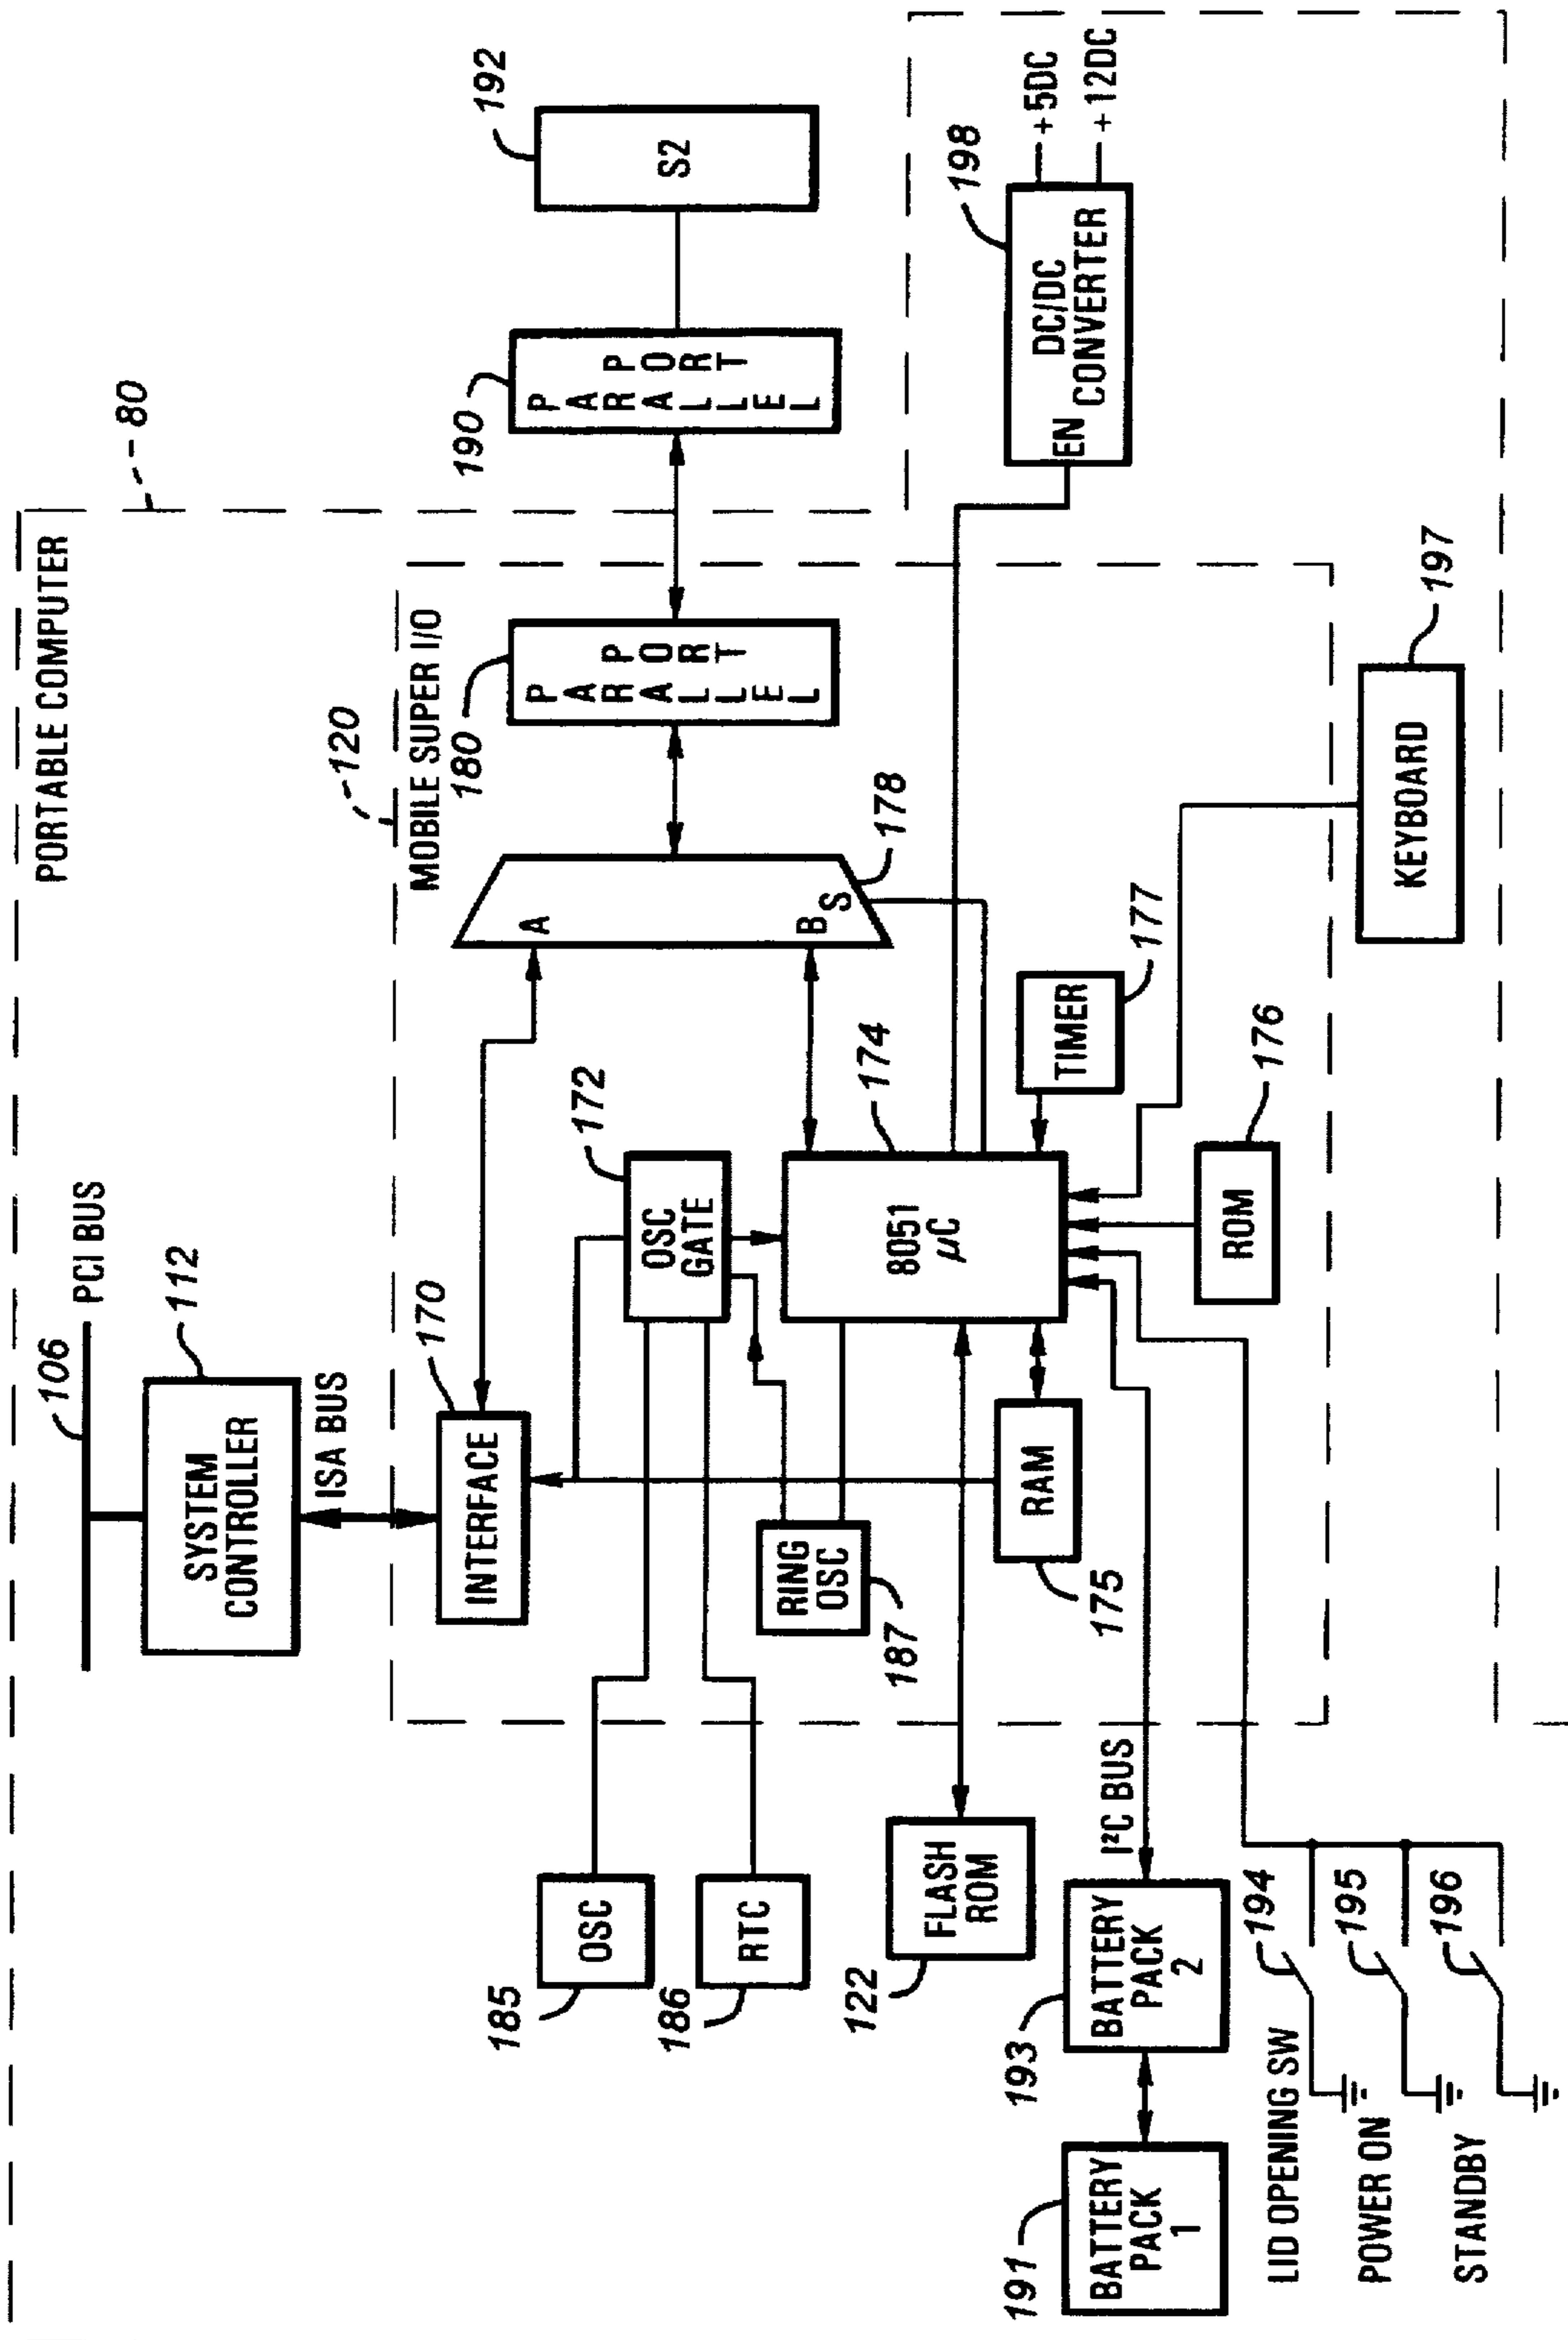 PORTABLE COMPUTER
80
106
PCI BUS
112
SYSTEM
CONTROLLER
ISA BUS
120
MOBILE SUPER I/O
170
INTERFACE
172
OSC
GATE
A
B
S
178
180
PARALLEL
PORT
190
PARALLEL
PORT
192
S2
185
OSC
186
RTC
RING
OSC
187
174
8051
µC
TIMER
177
RAM
175
ROM
176
122
FLASH
ROM
I²C BUS
191
BATTERY
PACK
1
193
BATTERY
PACK
2
LID OPENING SW
194
POWER ON
195
STANDBY
196
KEYBOARD
197
198
EN
DC/DC
CONVERTER
+5DC
+12DC